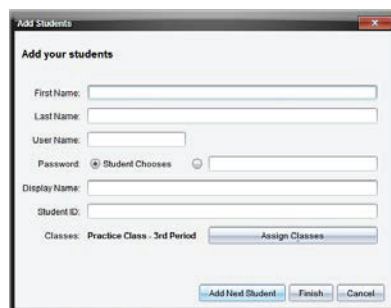 Add Students
Add your students
First Name:
Last Name:
User Name:
Password: Student Chooses
Display Name:
Student ID:
Classes: Practice Class - 3rd Period Assign Classes
Add Next Student Finish Cancel